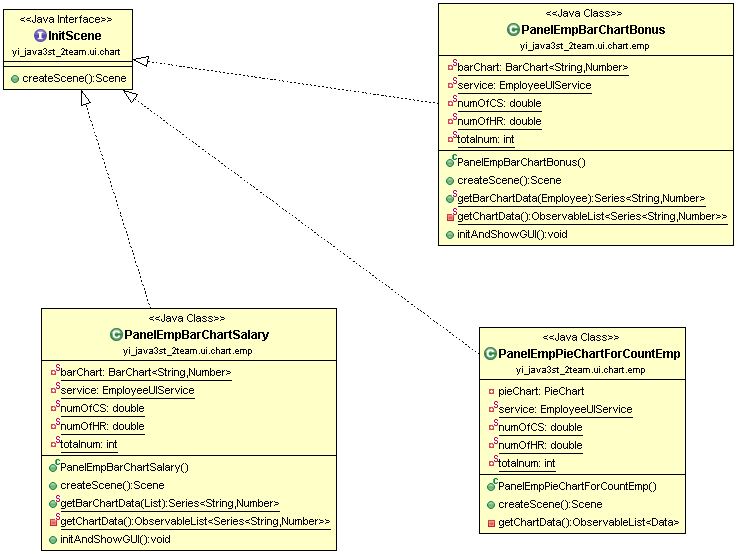 <<Java Interface>>
InitScene
yi_java3st_2team.ui.chart
createScene():Scene
<<Java Class>>
PanelEmpBarChartBonus
yi_java3st_2team.ui.chart.emp
barChart: BarChart<String,Number>
service: EmployeeUIService
numOfCS: double
numOfHR: double
totalnum: int
PanelEmpBarChartBonus()
createScene():Scene
getBarChartData(Employee):Series<String,Number>
getChartData():ObservableList<Series<String,Number>>
initAndShowGUI():void
<<Java Class>>
PanelEmpBarChartSalary
yi_java3st_2team.ui.chart.emp
barChart: BarChart<String,Number>
service: EmployeeUIService
numOfCS: double
numOfHR: double
totalnum: int
PanelEmpBarChartSalary()
createScene():Scene
getBarChartData(List):Series<String,Number>
getChartData():ObservableList<Series<String,Number>>
initAndShowGUI():void
<<Java Class>>
PanelEmpPieChartForCountEmp
yi_java3st_2team.ui.chart.emp
pieChart: PieChart
service: EmployeeUIService
numOfCS: double
numOfHR: double
totalnum: int
PanelEmpPieChartForCountEmp()
createScene():Scene
getChartData():ObservableList<Data>